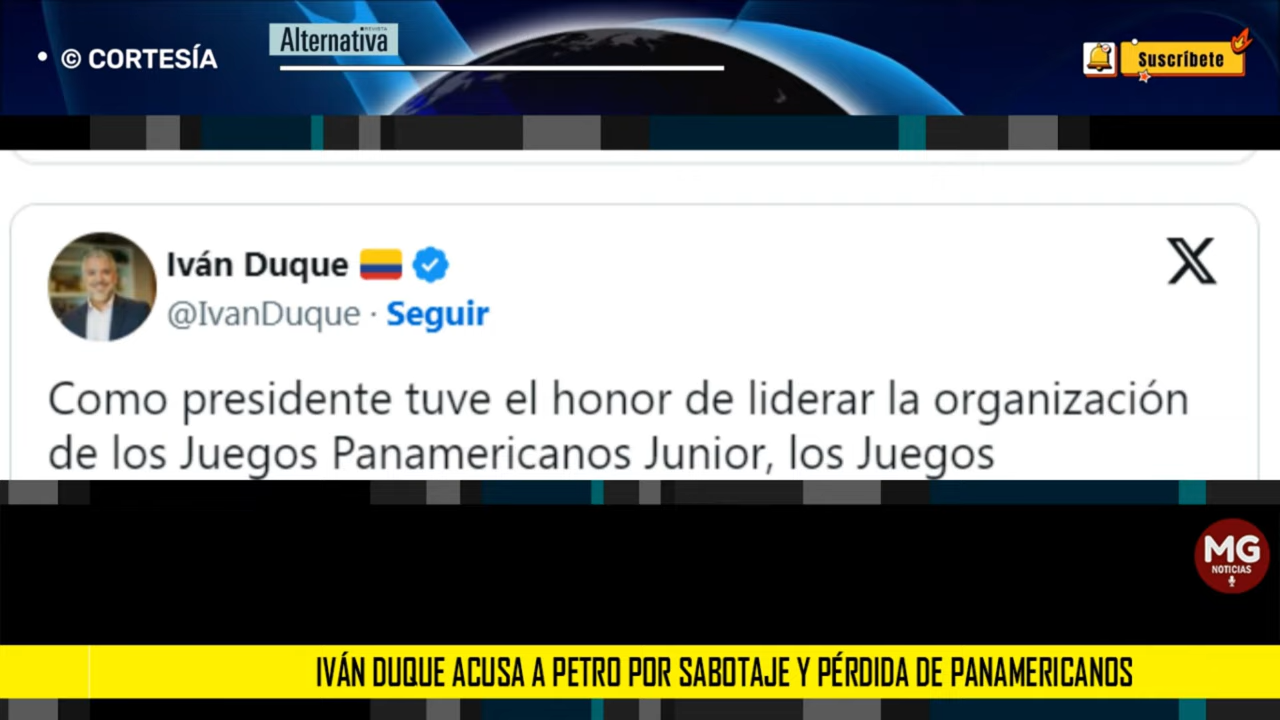 • © CORTESÍA
REVISTA
Alternativa
Suscríbete
Iván Duque
@IvanDuque · Seguir
X
Como presidente tuve el honor de liderar la organización
de los Juegos Panamericanos Junior, los Juegos
MG
NOTICIAS
IVÁN DUQUE ACUSA A PETRO POR SABOTAJE Y PÉRDIDA DE PANAMERICANOS